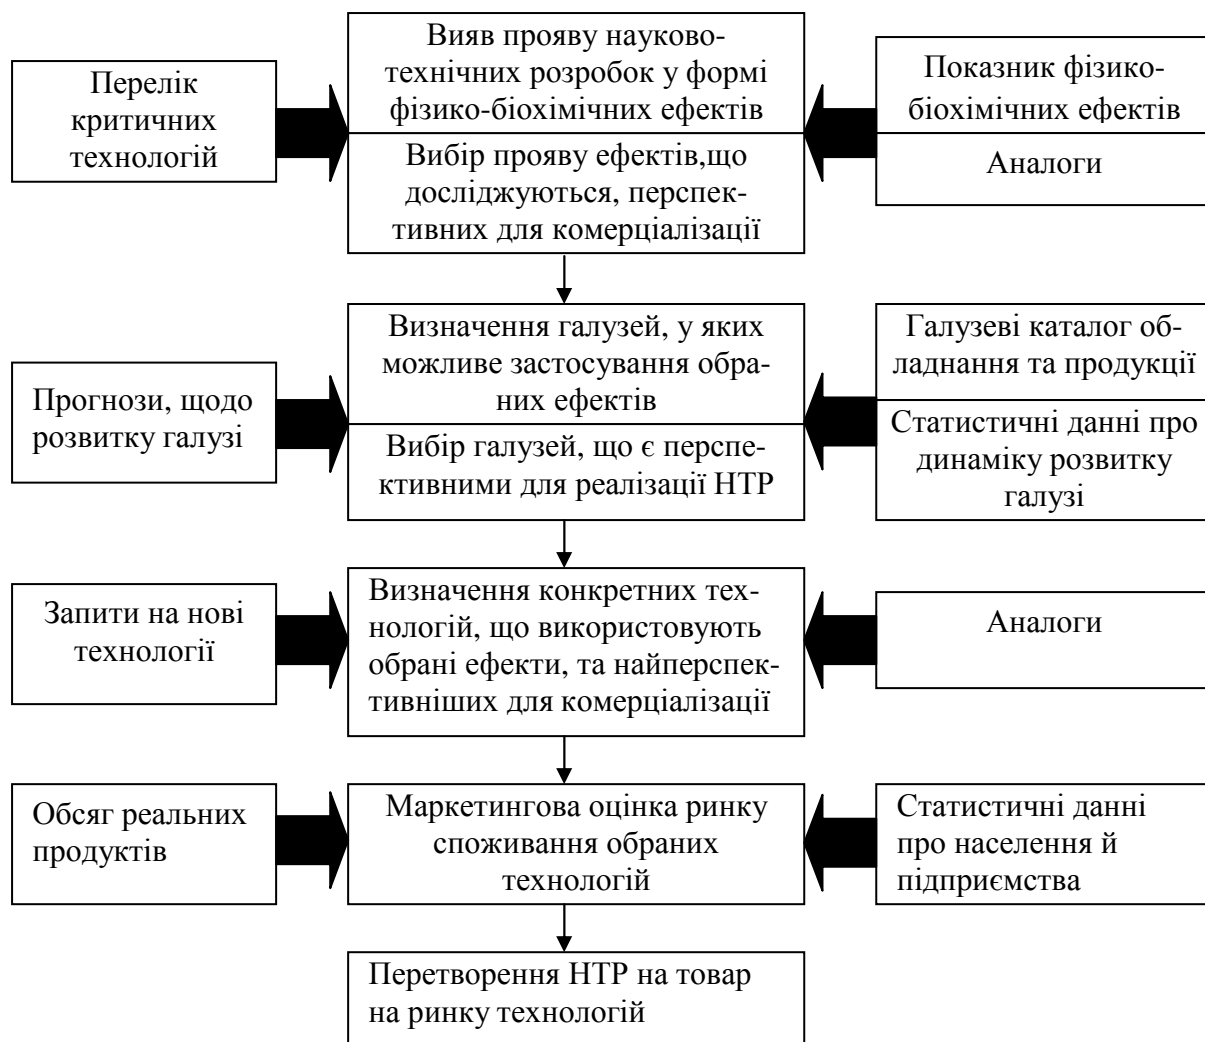 Перелік
критичних
технологій
Вияв прояву науково-
технічних розробок у формі
фізико-біохімічних ефектів
Вибір прояву ефектів,що
досліджуються, перспек-
тивних для комерціалізації
Показник фізико-
біохімічних ефектів
Аналоги
Прогнози, щодо
розвитку галузі
Визначення галузей, у яких
можливе застосування обра-
них ефектів
Вибір галузей, що є перспе-
ктивними для реалізації НТР
Галузеві каталог об-
ладнання та продукції
Статистичні данні про
динаміку розвитку
галузі
Запити на нові
технології
Визначення конкретних тех-
нологій, що використовують
обрані ефекти, та найперспек-
тивніших для комерціалізації
Аналоги
Обсяг реальних
продуктів
Маркетингова оцінка ринку
споживання обраних
технологій
Статистичні данні
про населення й
підприємства
Перетворення НТР на товар
на ринку технологій